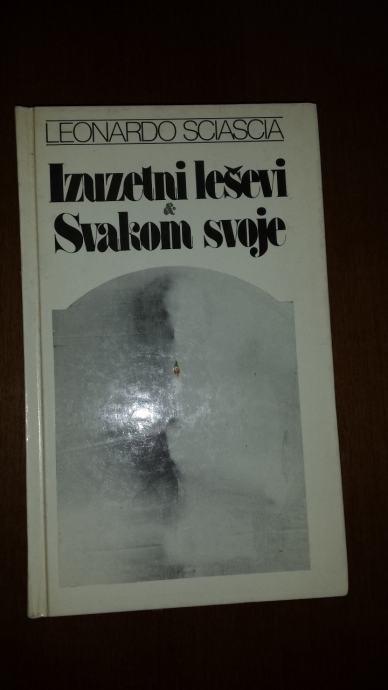 LEONARDO SCIASCIA
Izuzetni leševi
&
Svakom svoje